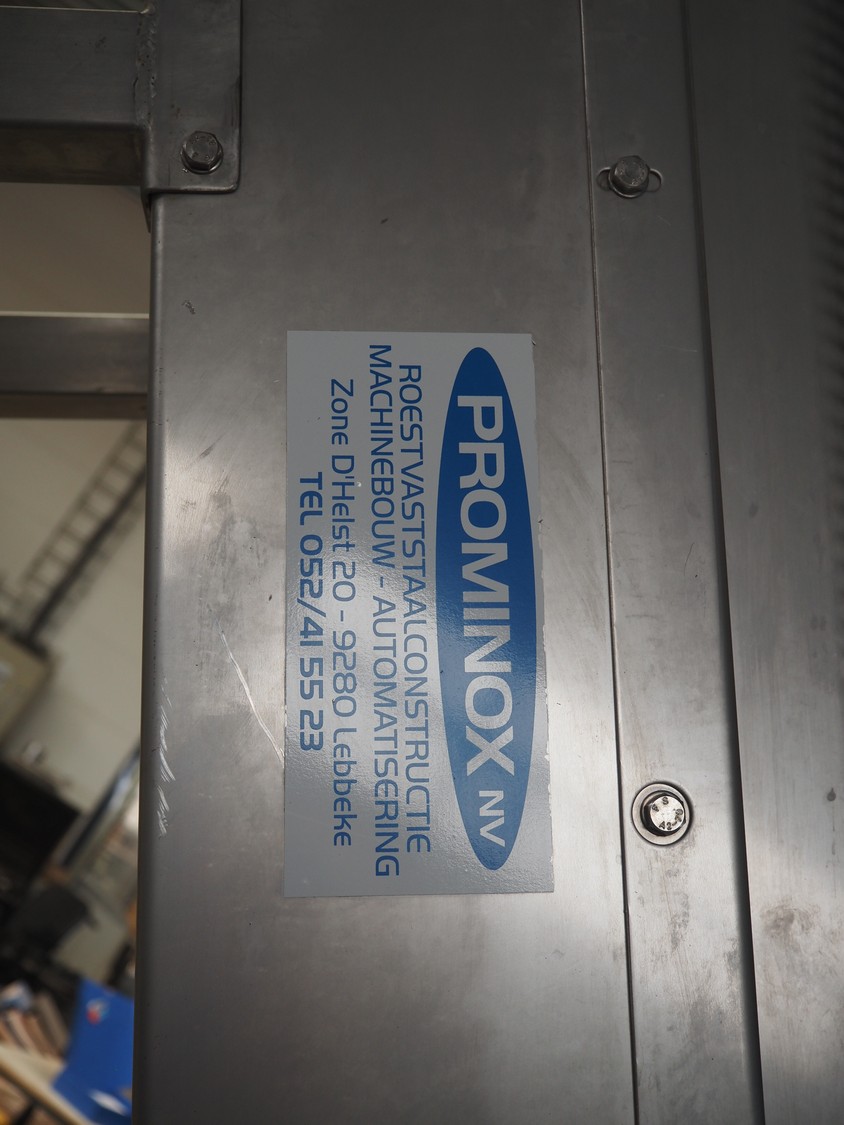 PROMINOX NV
ROESTVASTSTAALCONSTRUCTIE
MACHINEBOUW - AUTOMATISERING
Zone D'Helst 20 - 9280 Lebbeke
TEL 052/41 55 23